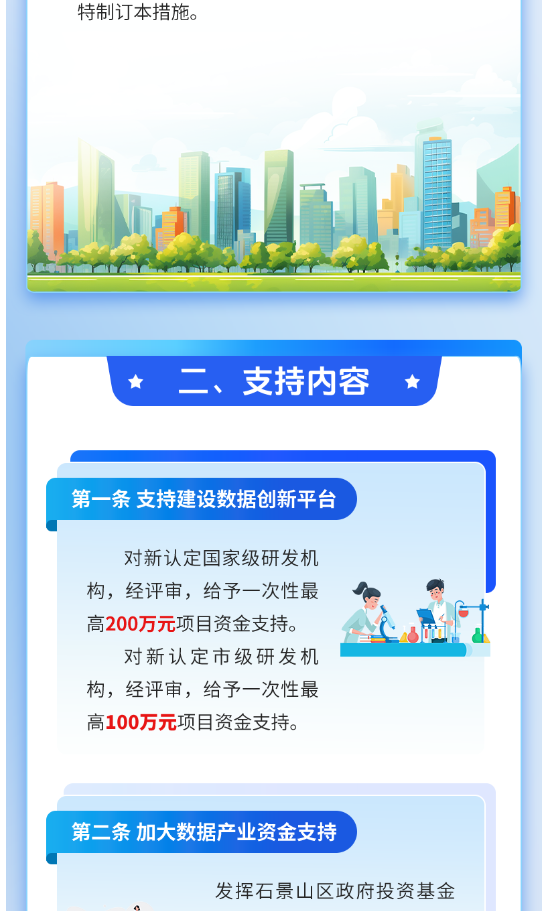 特制订本措施。
二、支持内容
第一条 支持建设数据创新平台
对新认定国家级研发机
构，经评审，给予一次性最
高200万元项目资金支持。
对新认定市级研发机
构，经评审，给予一次性最
高100万元项目资金支持。
第二条 加大数据产业资金支持
发挥石景山区政府投资基金